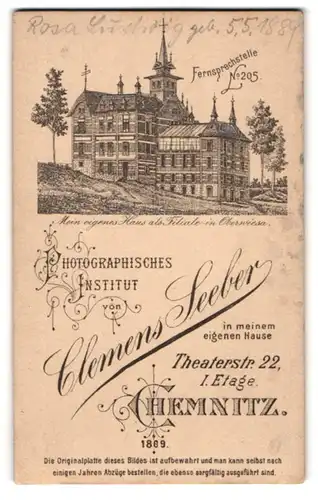 Rosa Ludwig geb. 5,5.1889
Fernsprechstelle
No 205.
Mein eigenes Haus als Filiale in Oberwiesa.
PHOTOGRAPHISCHES
INSTITUT
von
Clemens Seeber
in meinem
eigenen Hause
Theaterstr. 22,
I. Etage.
CHEMNITZ.
1889.
Die Originalplatte dieses Bildes ist aufbewahrt und man kann selbst nach
einigen Jahren Abzüge bestellen, die ebenso sorgfältig ausgeführt sind.